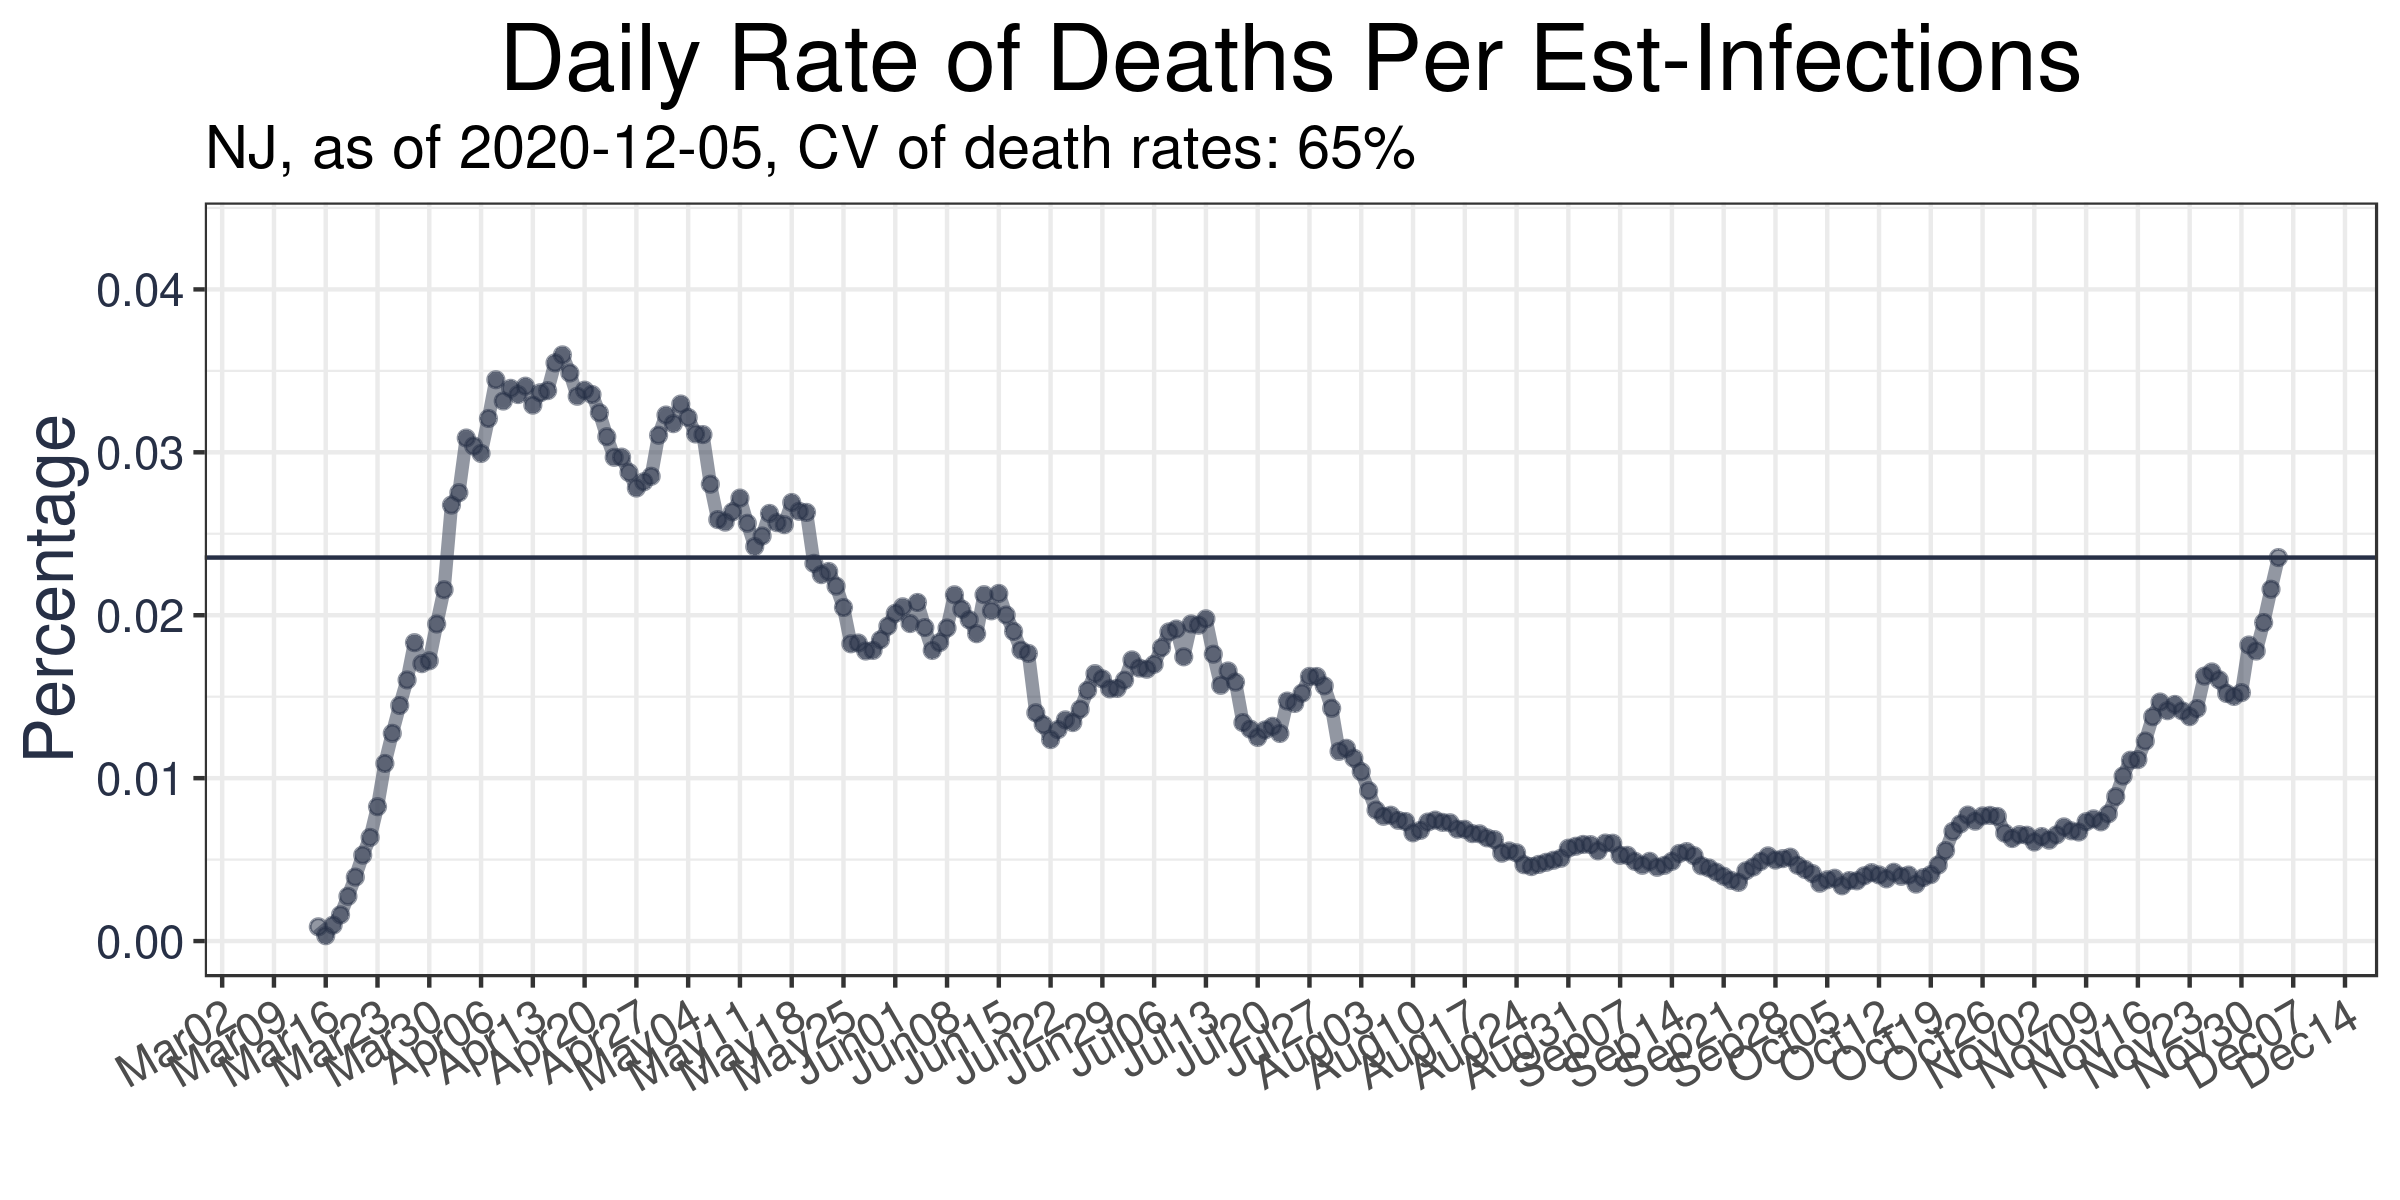 Daily Rate of Deaths Per Est-Infections
NJ, as of 2020-12-05, CV of death rates: 65%
Percentage
0.04
0.03
0.02
0.01
0.00
Mar02
Mar09
Mar16
Mar23
Mar30
Apr06
Apr13
Apr20
Apr27
May04
May11
May18
May25
Jun01
Jun08
Jun15
Jun22
Jun29
Jul06
Jul13
Jul20
Jul27
Aug03
Aug10
Aug17
Aug24
Aug31
Sep07
Sep14
Sep21
Sep28
Oct05
Oct12
Oct19
Oct26
Nov02
Nov09
Nov16
Nov23
Nov30
Dec07
Dec14